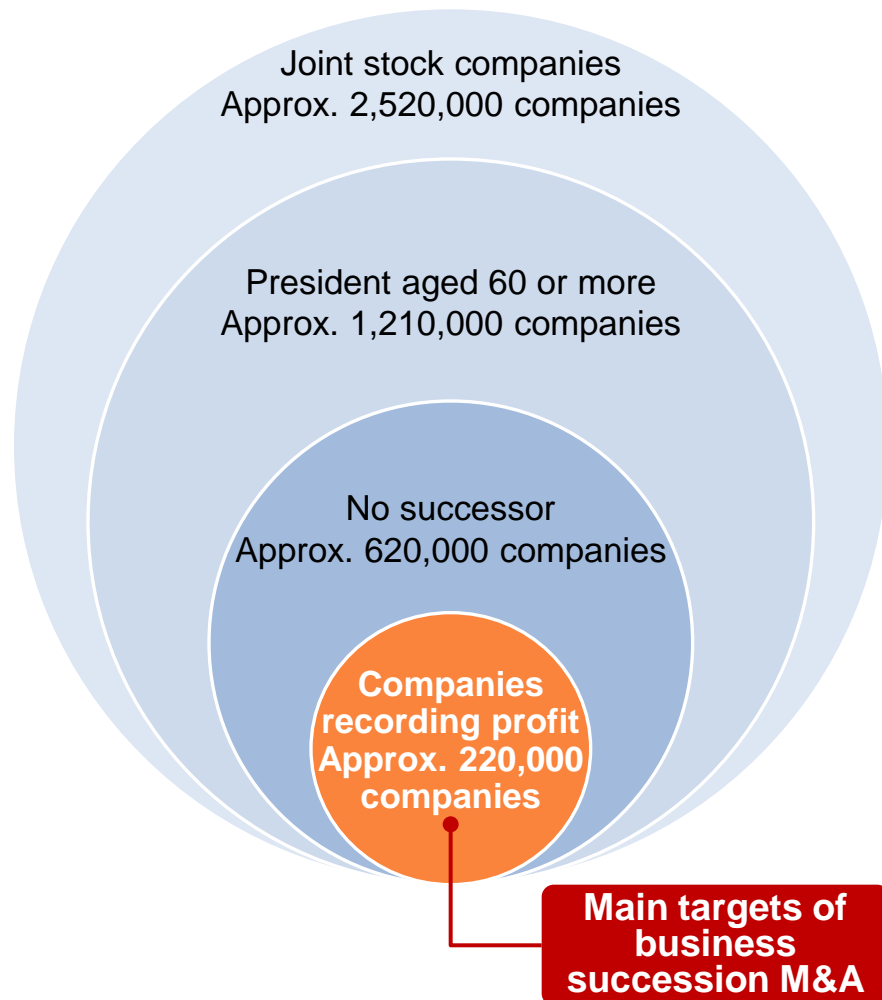 Joint stock companies
Approx. 2,520,000 companies
President aged 60 or more
Approx. 1,210,000 companies
No successor
Approx. 620,000 companies
Companies
recording profit
Approx. 220,000
companies
Main targets of
business
succession M&A